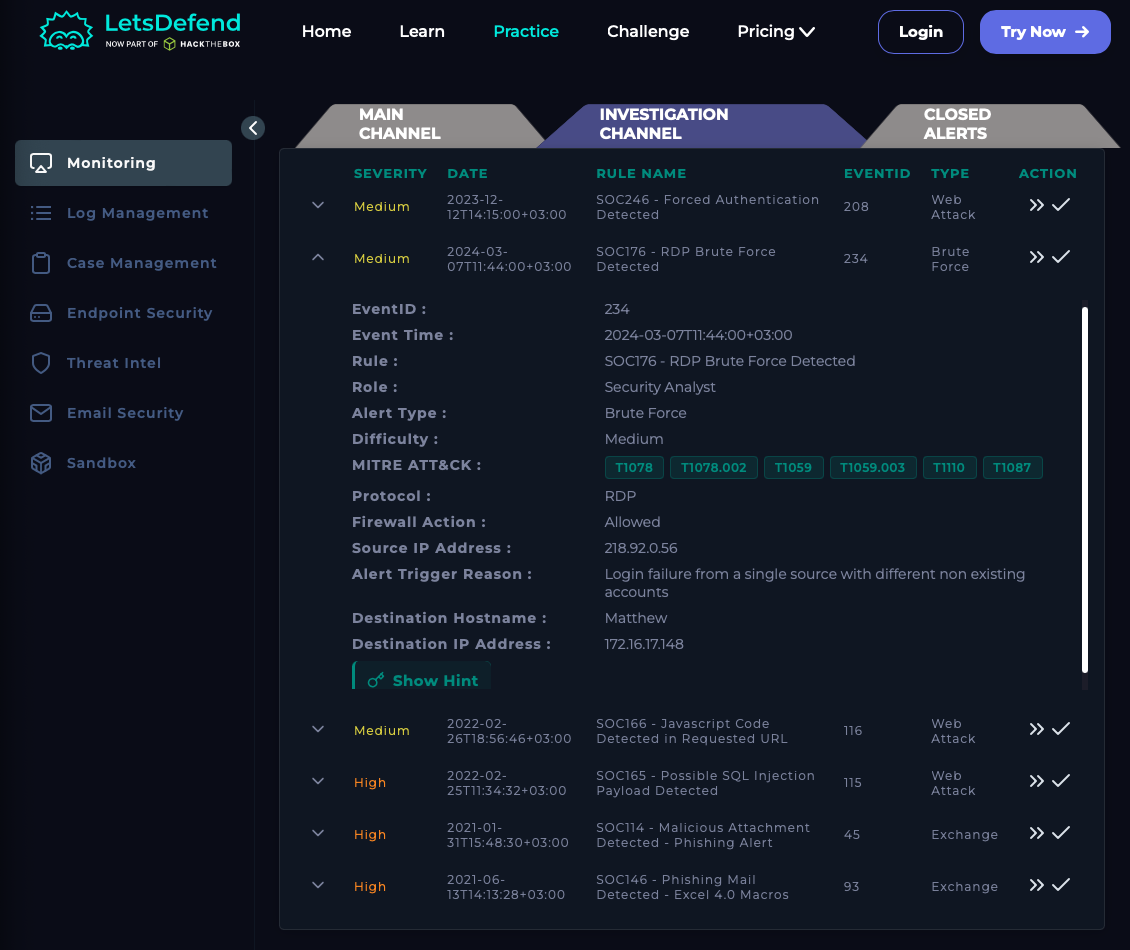 LetsDefend
NOW PART OF HACKTHEBOX
Home
Learn
Practice
Challenge
Pricing
Login
Try Now
Monitoring
Log Management
Case Management
Endpoint Security
Threat Intel
Email Security
Sandbox
MAIN
CHANNEL
INVESTIGATION
CHANNEL
CLOSED
ALERTS
SEVERITY DATE RULE NAME EVENTID TYPE ACTION
Medium
2023-12-
12T14:15:00+03:00
SOC246 - Forced Authentication
Detected
208
Web
Attack
Medium
2024-03-
07T11:44:00+03:00
SOC176 - RDP Brute Force
Detected
234
Brute
Force
EventID : 234
Event Time : 2024-03-07T11:44:00+03:00
Rule : SOC176 - RDP Brute Force Detected
Role : Security Analyst
Alert Type : Brute Force
Difficulty : Medium
MITRE ATT&CK : T1078 T1078.002 T1059 T1059.003 T1110 T1087
Protocol : RDP
Firewall Action : Allowed
Source IP Address : 218.92.0.56
Alert Trigger Reason : Login failure from a single source with different non existing
accounts
Destination Hostname : Matthew
Destination IP Address : 172.16.17.148
Show Hint
Medium
2022-02-
26T18:56:46+03:00
SOC166 - Javascript Code
Detected in Requested URL
116
Web
Attack
High
2022-02-
25T11:34:32+03:00
SOC165 - Possible SQL Injection
Payload Detected
115
Web
Attack
High
2021-01-
31T15:48:30+03:00
SOC114 - Malicious Attachment
Detected - Phishing Alert
45
Exchange
High
2021-06-
13T14:13:28+03:00
SOC146 - Phishing Mail
Detected - Excel 4.0 Macros
93
Exchange